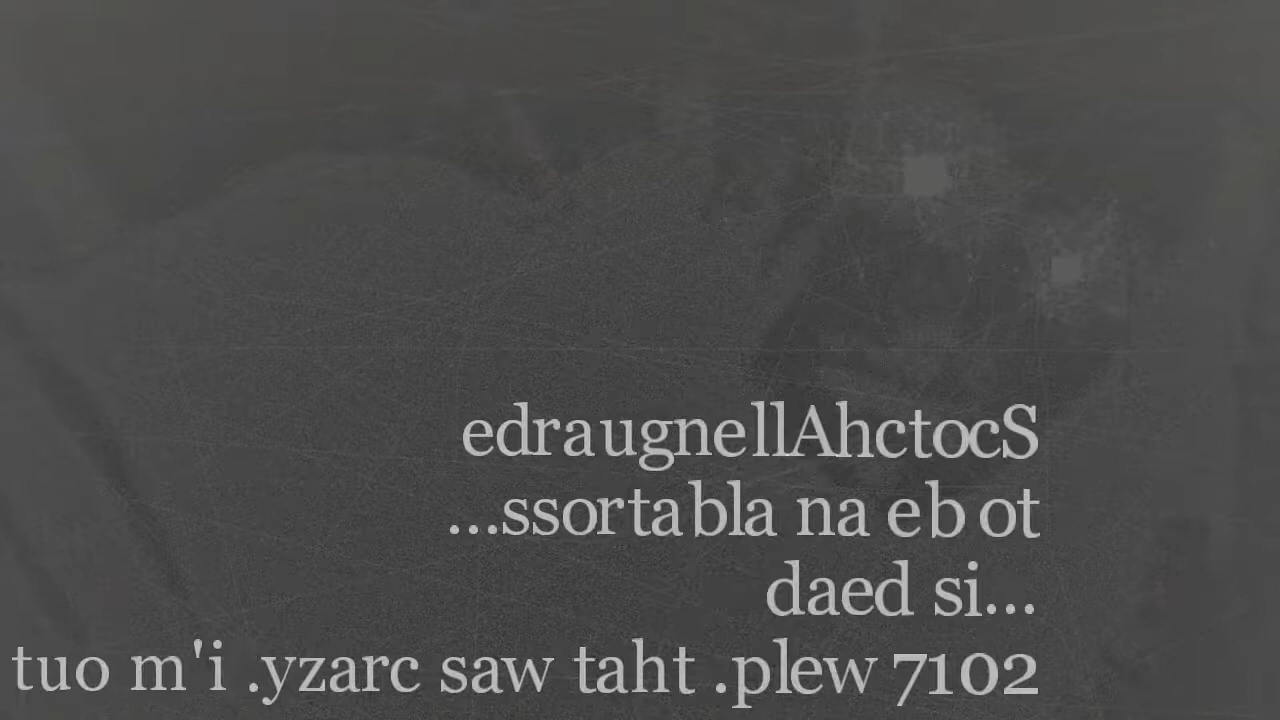 edraugnellAhctocS
...ssortabla na eb ot
daed si...
tuo m'i .yzarc saw taht .plew 7102